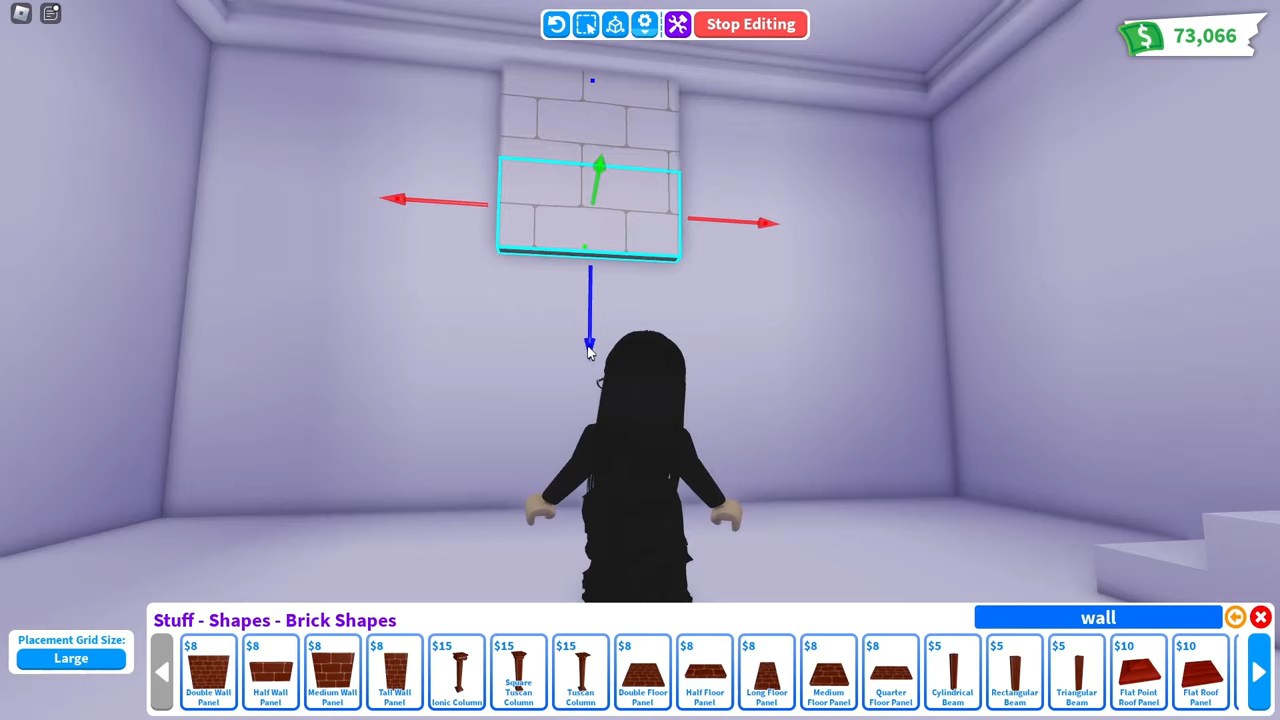 Stop Editing
$ 73,066
Stuff - Shapes - Brick Shapes
wall
Placement Grid Size:
Large
$8
Double Wall
Panel
$8
Half Wall
Panel
$8
Medium Wall
Panel
$8
Tall Wall
Panel
$15
Ionic Column
$15
Square
Tuscan
Column
$15
Tuscan
Column
$8
Double Floor
Panel
$8
Half Floor
Panel
$8
Long Floor
Panel
$8
Medium
Floor Panel
$8
Quarter
Floor Panel
$5
Cylindrical
Beam
$5
Rectangular
Beam
$5
Triangular
Beam
$10
Flat Point
Roof Panel
$10
Flat Roof
Panel